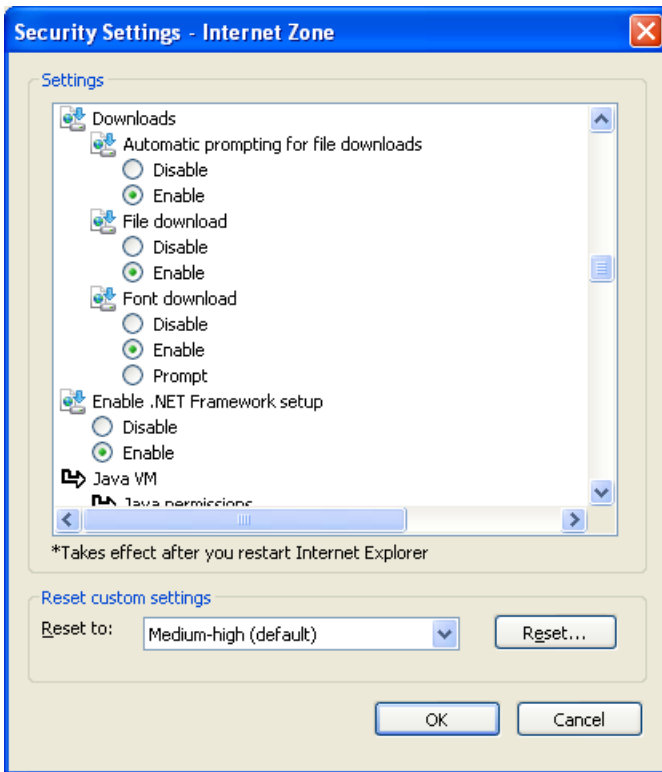 Security Settings - Internet Zone
Settings
Downloads
Automatic prompting for file downloads
Disable
Enable
File download
Disable
Enable
Font download
Disable
Enable
Prompt
Enable .NET Framework setup
Disable
Enable
Java VM
Java permissions
*Takes effect after you restart Internet Explorer
Reset custom settings
Reset to:
Medium-high (default)
Reset...
OK
Cancel